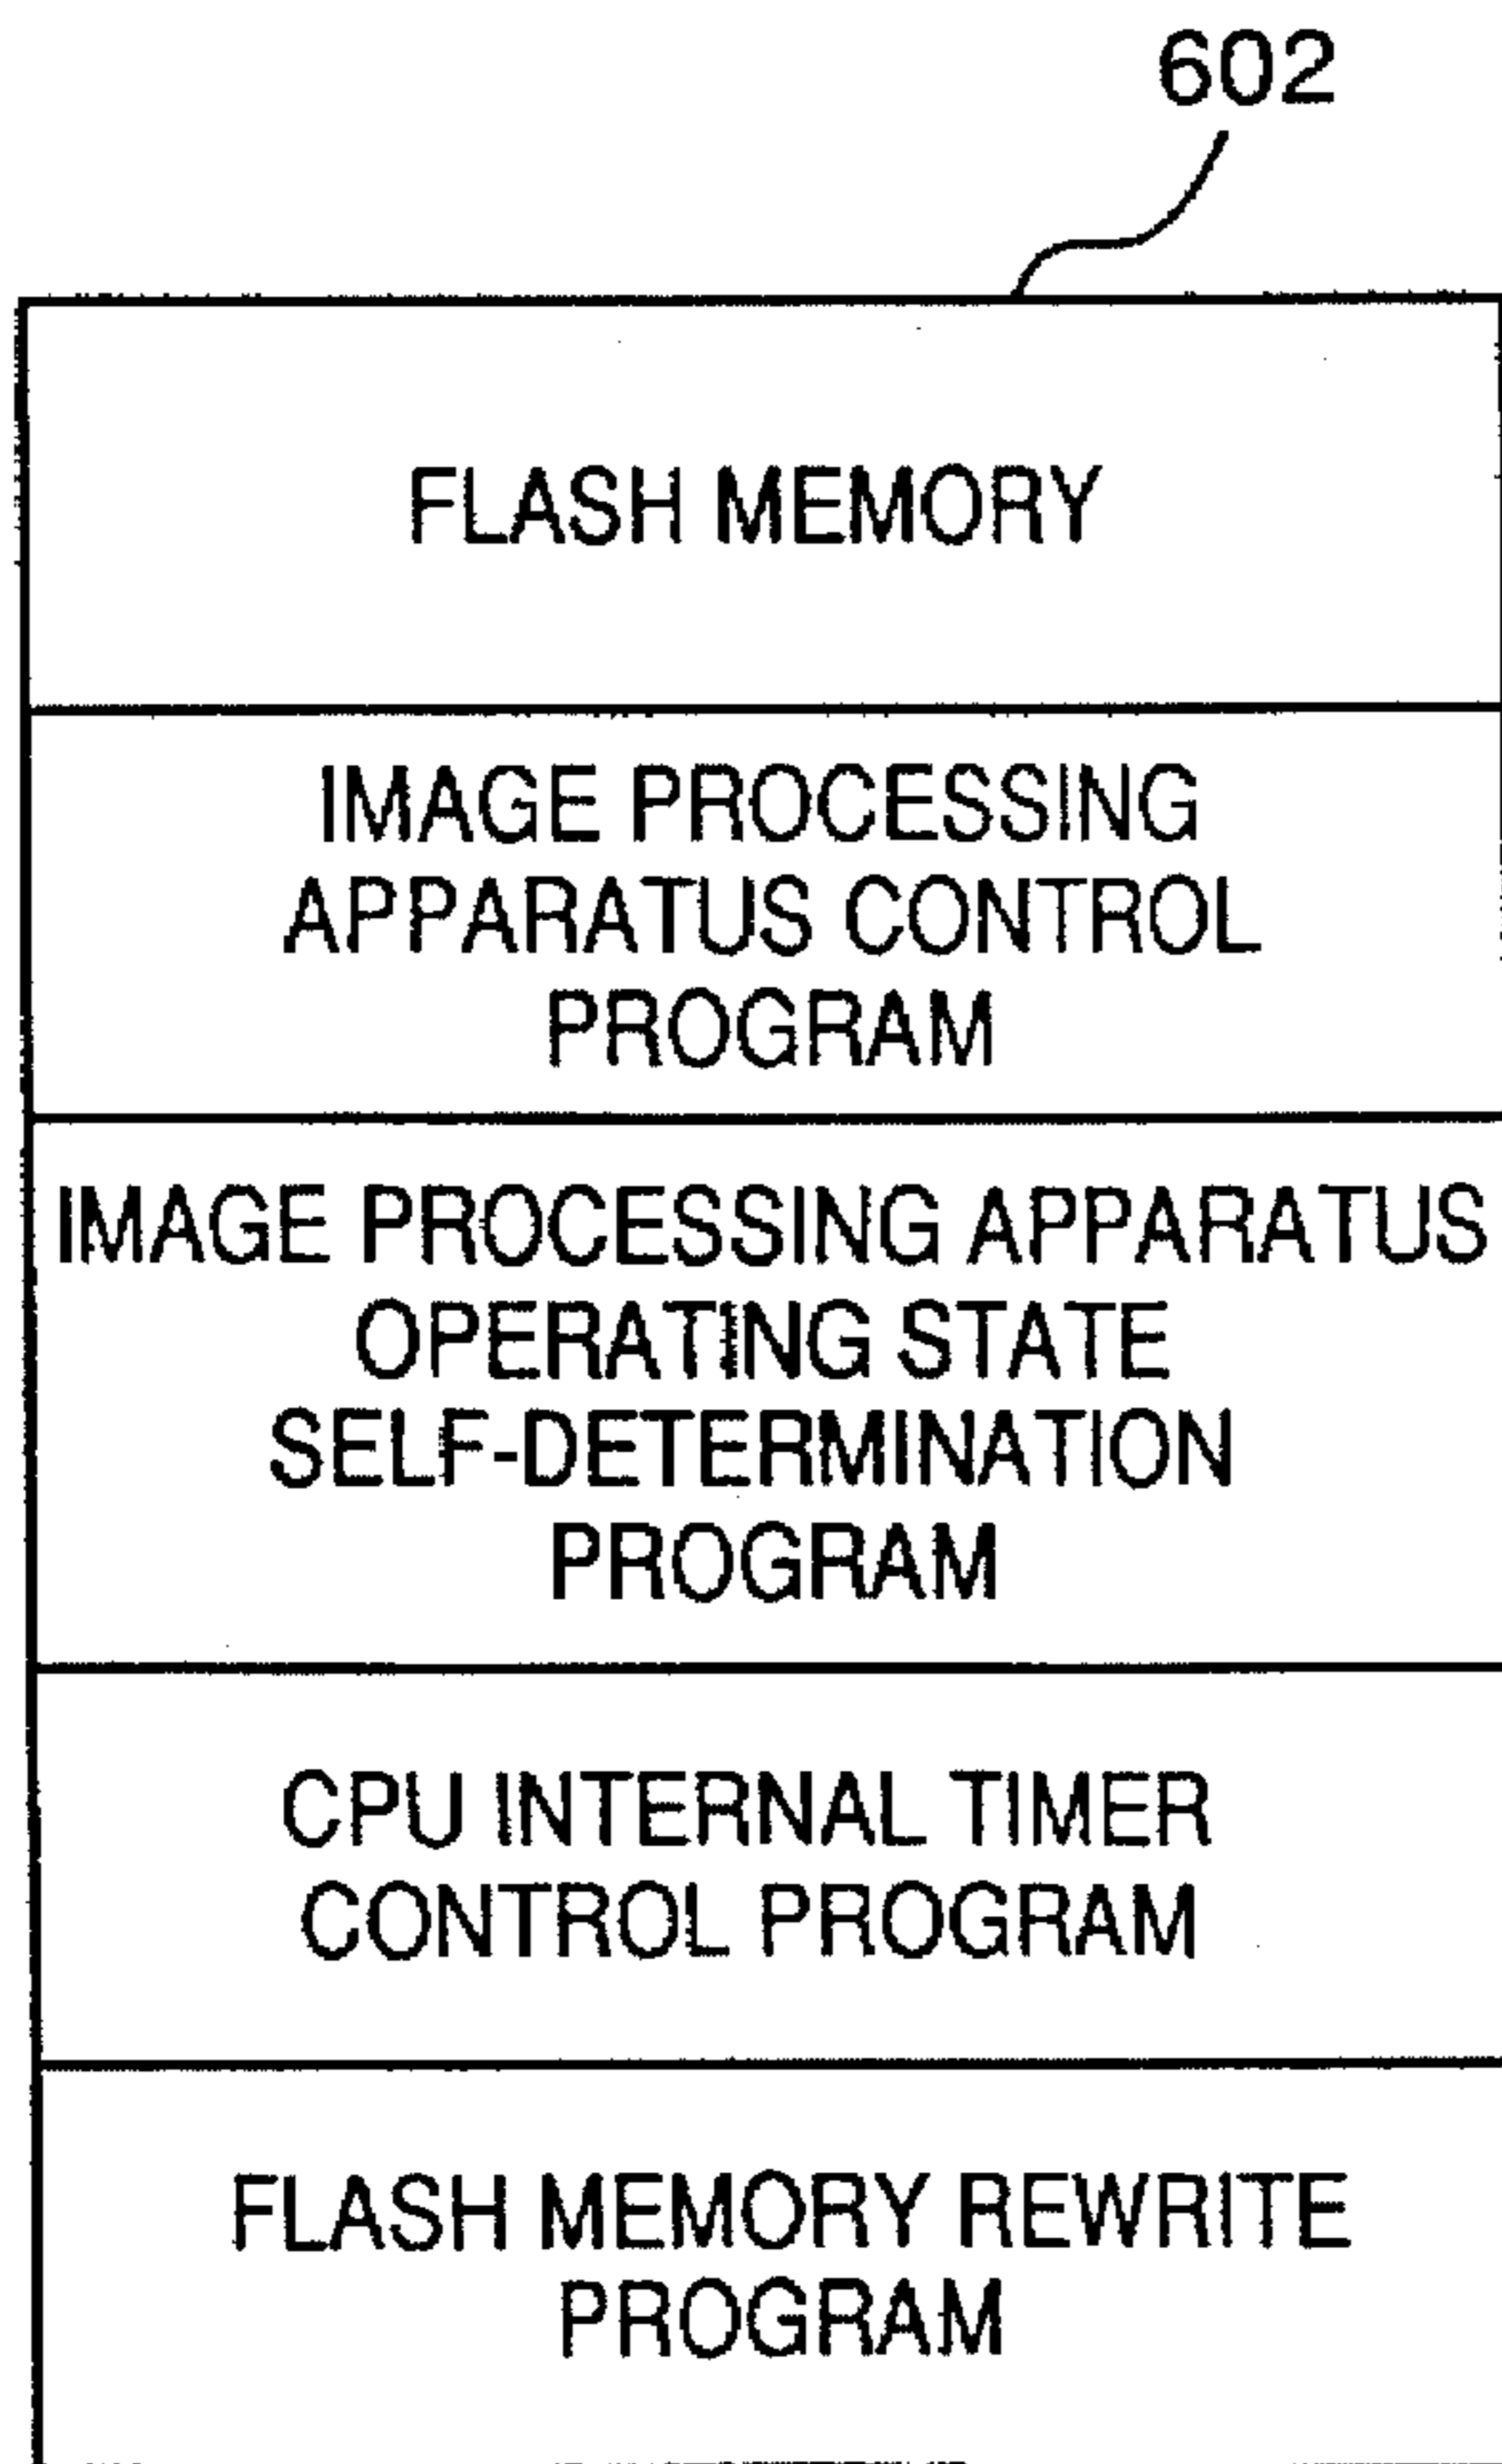 602
FLASH MEMORY
IMAGE PROCESSING
APPARATUS CONTROL
PROGRAM
IMAGE PROCESSING APPARATUS
OPERATING STATE
SELF-DETERMINATION
PROGRAM
CPU INTERNAL TIMER
CONTROL PROGRAM
FLASH MEMORY REWRITE
PROGRAM